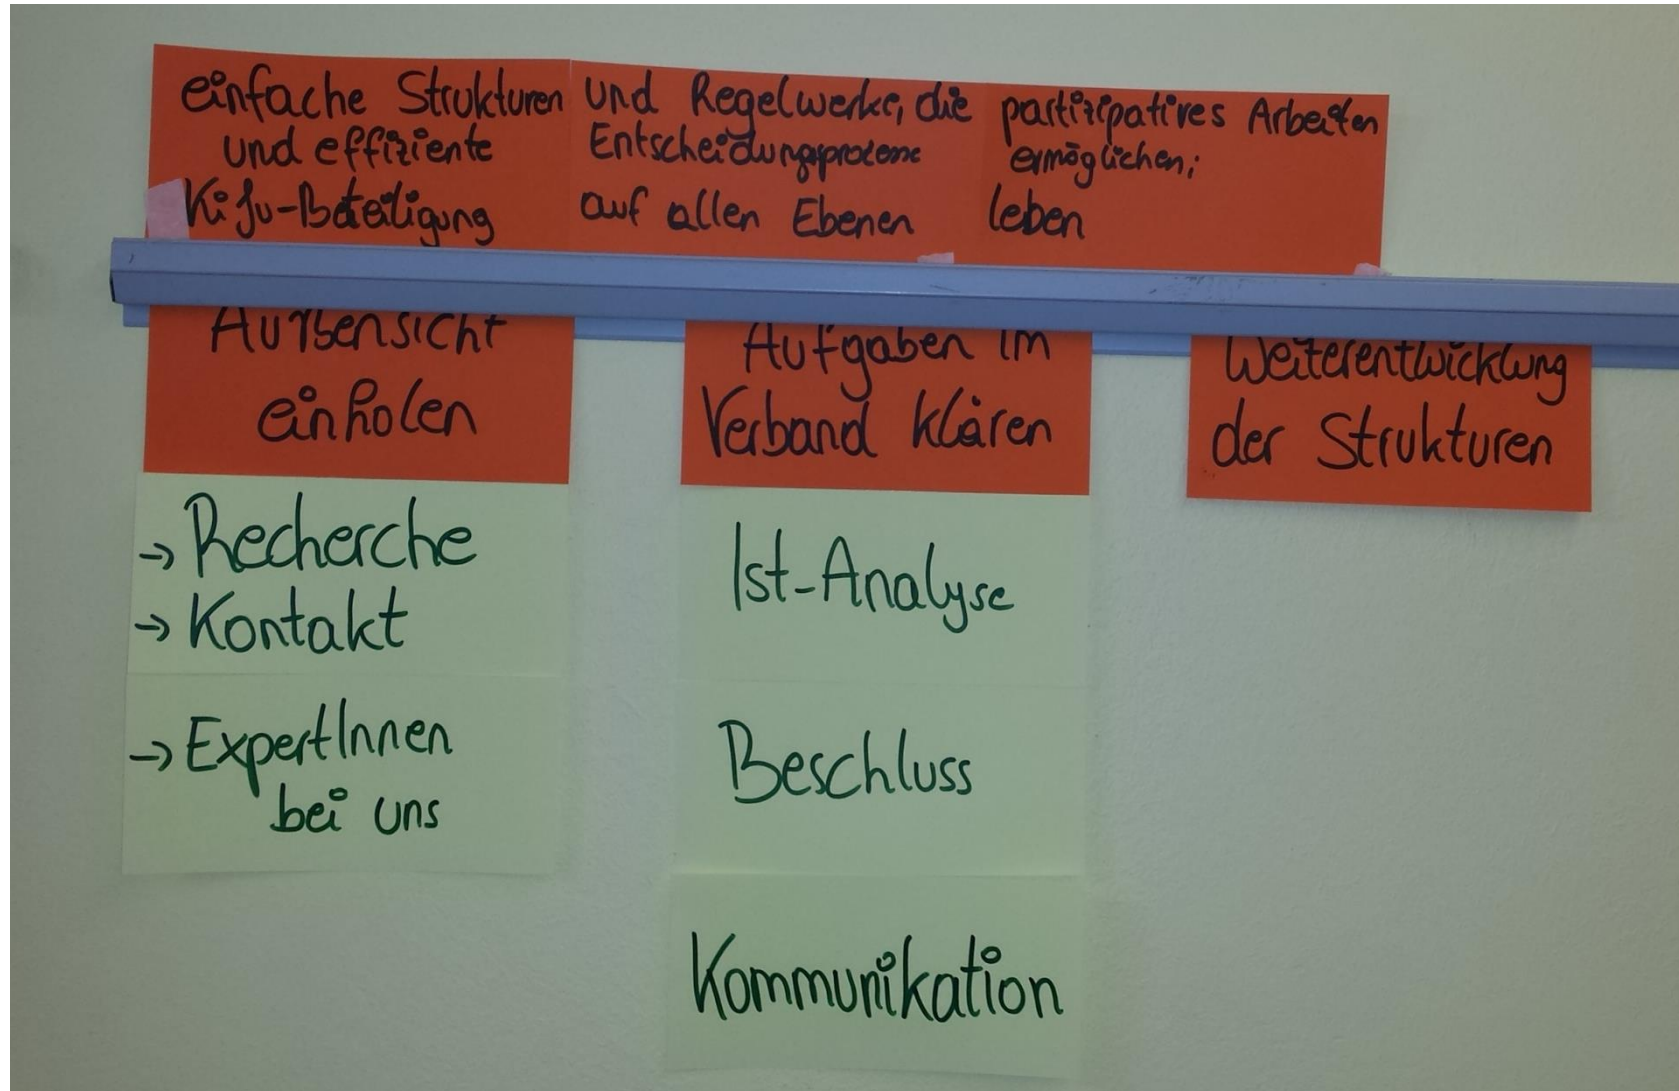 einfache Strukturen und Regelwerke, die partizipatives Arbeiten
und effiziente Entscheidungsprozesse ermöglichen;
KiJu-Beteiligung auf allen Ebenen leben
Außensicht
einholen
→ Recherche
→ Kontakt
→ ExpertInnen
bei uns
Aufgaben im
Verband klären
Ist-Analyse
Beschluss
Kommunikation
Weiterentwicklung
der Strukturen